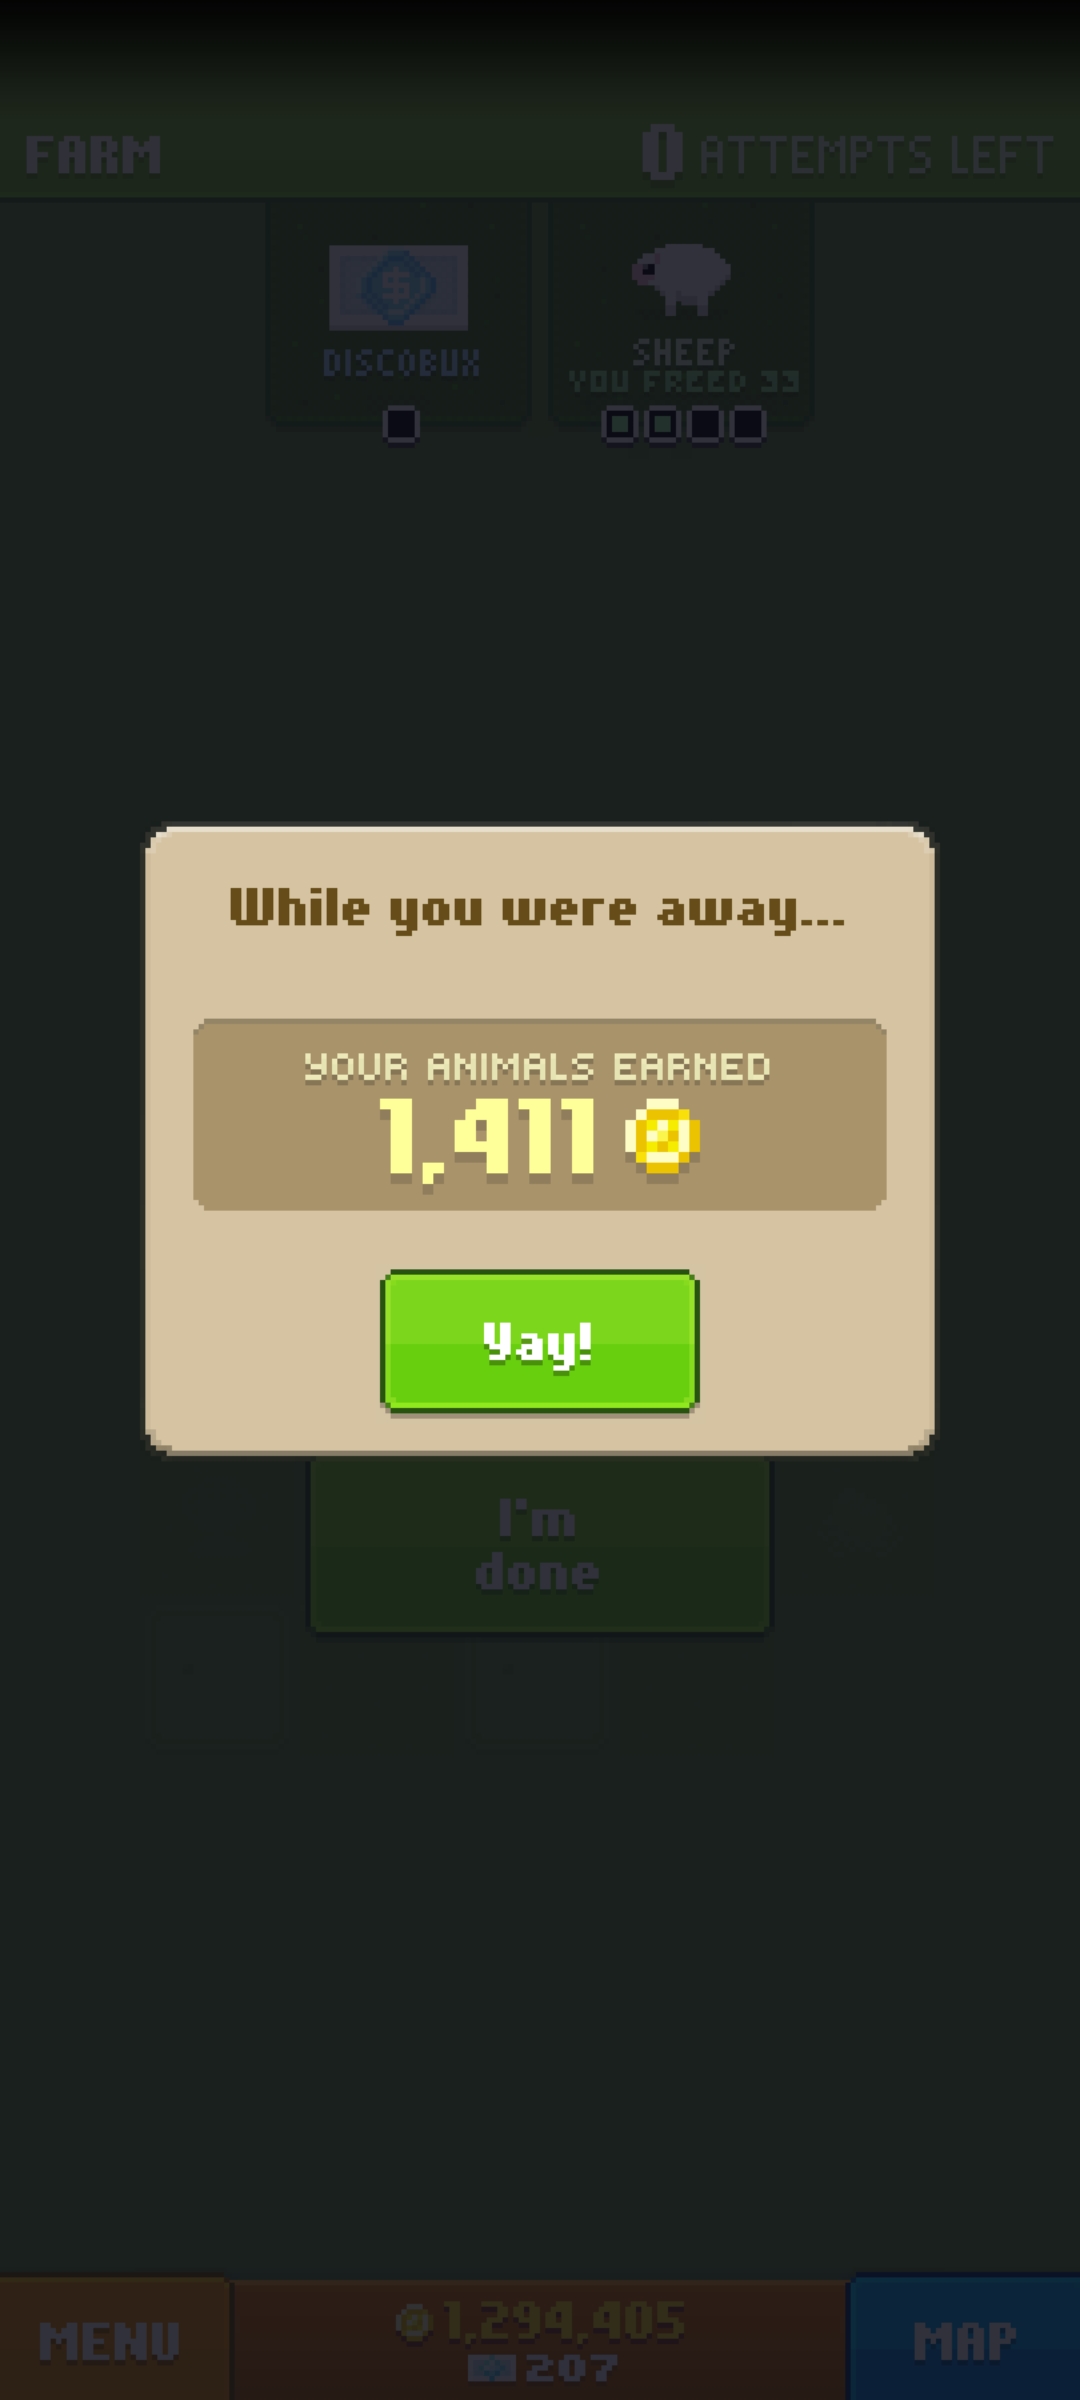 FARM
0 ATTEMPTS LEFT
DISCOBUX
SHEEP
YOU FREED 33
While you were away...
YOUR ANIMALS EARNED
1,411
Yay!
I'm
done
MENU
1,294,405
207
MAP